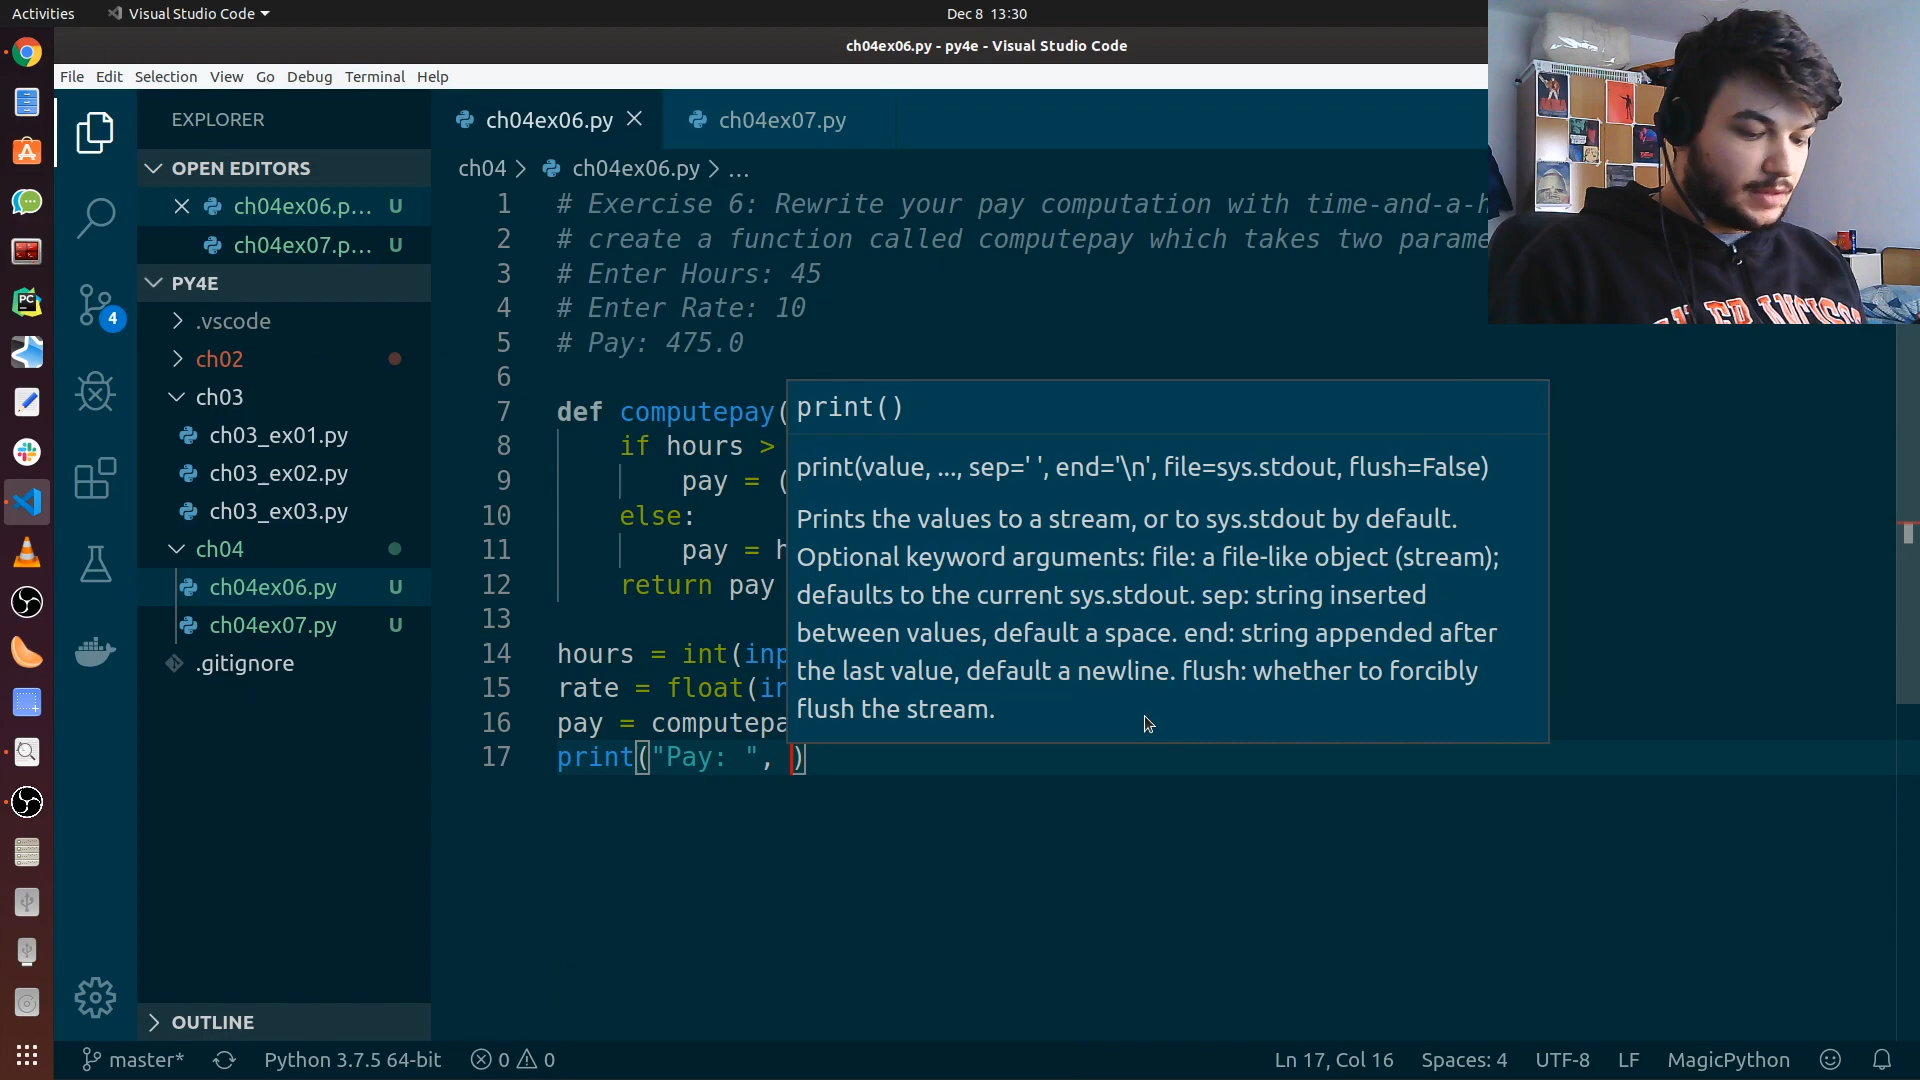 Activities
Visual Studio Code
Dec 8 13:30
ch04ex06.py - py4e - Visual Studio Code
File Edit Selection View Go Debug Terminal Help
EXPLORER
OPEN EDITORS
ch04ex06.p... U
ch04ex07.p... U
PY4E
.vscode
ch02
ch03
ch03_ex01.py
ch03_ex02.py
ch03_ex03.py
ch04
ch04ex06.py U
ch04ex07.py U
.gitignore
OUTLINE
4
PC
ch04ex06.py
ch04ex07.py
ch04 > ch04ex06.py > ...
1 # Exercise 6: Rewrite your pay computation with time-and-a-h
2 # create a function called computepay which takes two parame
3 # Enter Hours: 45
4 # Enter Rate: 10
5 # Pay: 475.0
6
7 def computepay(
8 if hours >
9 pay = (
10 else:
11 pay = h
12 return pay
13
14 hours = int(inp
15 rate = float(in
16 pay = computepa
17 print("Pay: ", )
print()
print(value, ..., sep=' ', end='\n', file=sys.stdout, flush=False)
Prints the values to a stream, or to sys.stdout by default.
Optional keyword arguments: file: a file-like object (stream);
defaults to the current sys.stdout. sep: string inserted
between values, default a space. end: string appended after
the last value, default a newline. flush: whether to forcibly
flush the stream.
master*
Python 3.7.5 64-bit
0 0
Ln 17, Col 16
Spaces: 4
UTF-8
LF
MagicPython